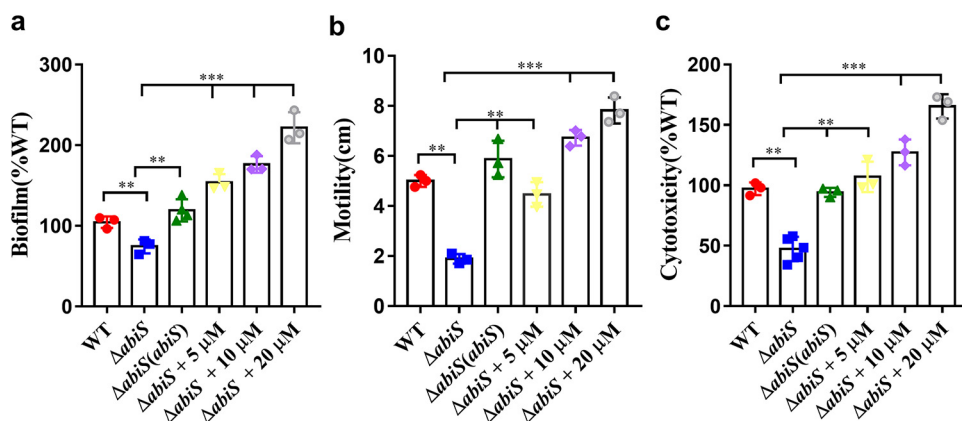 a
Biofilm(%WT)
300
200
100
0
**
**
***
WT
ΔabiS
ΔabiS(abiS)
ΔabiS + 5 μM
ΔabiS + 10 μM
ΔabiS + 20 μM
b
Motility(cm)
10
8
6
4
2
0
**
**
***
WT
ΔabiS
ΔabiS(abiS)
ΔabiS + 5 μM
ΔabiS + 10 μM
ΔabiS + 20 μM
c
Cytotoxicity(%WT)
200
150
100
50
0
**
**
***
WT
ΔabiS
ΔabiS(abiS)
ΔabiS + 5 μM
ΔabiS + 10 μM
ΔabiS + 20 μM